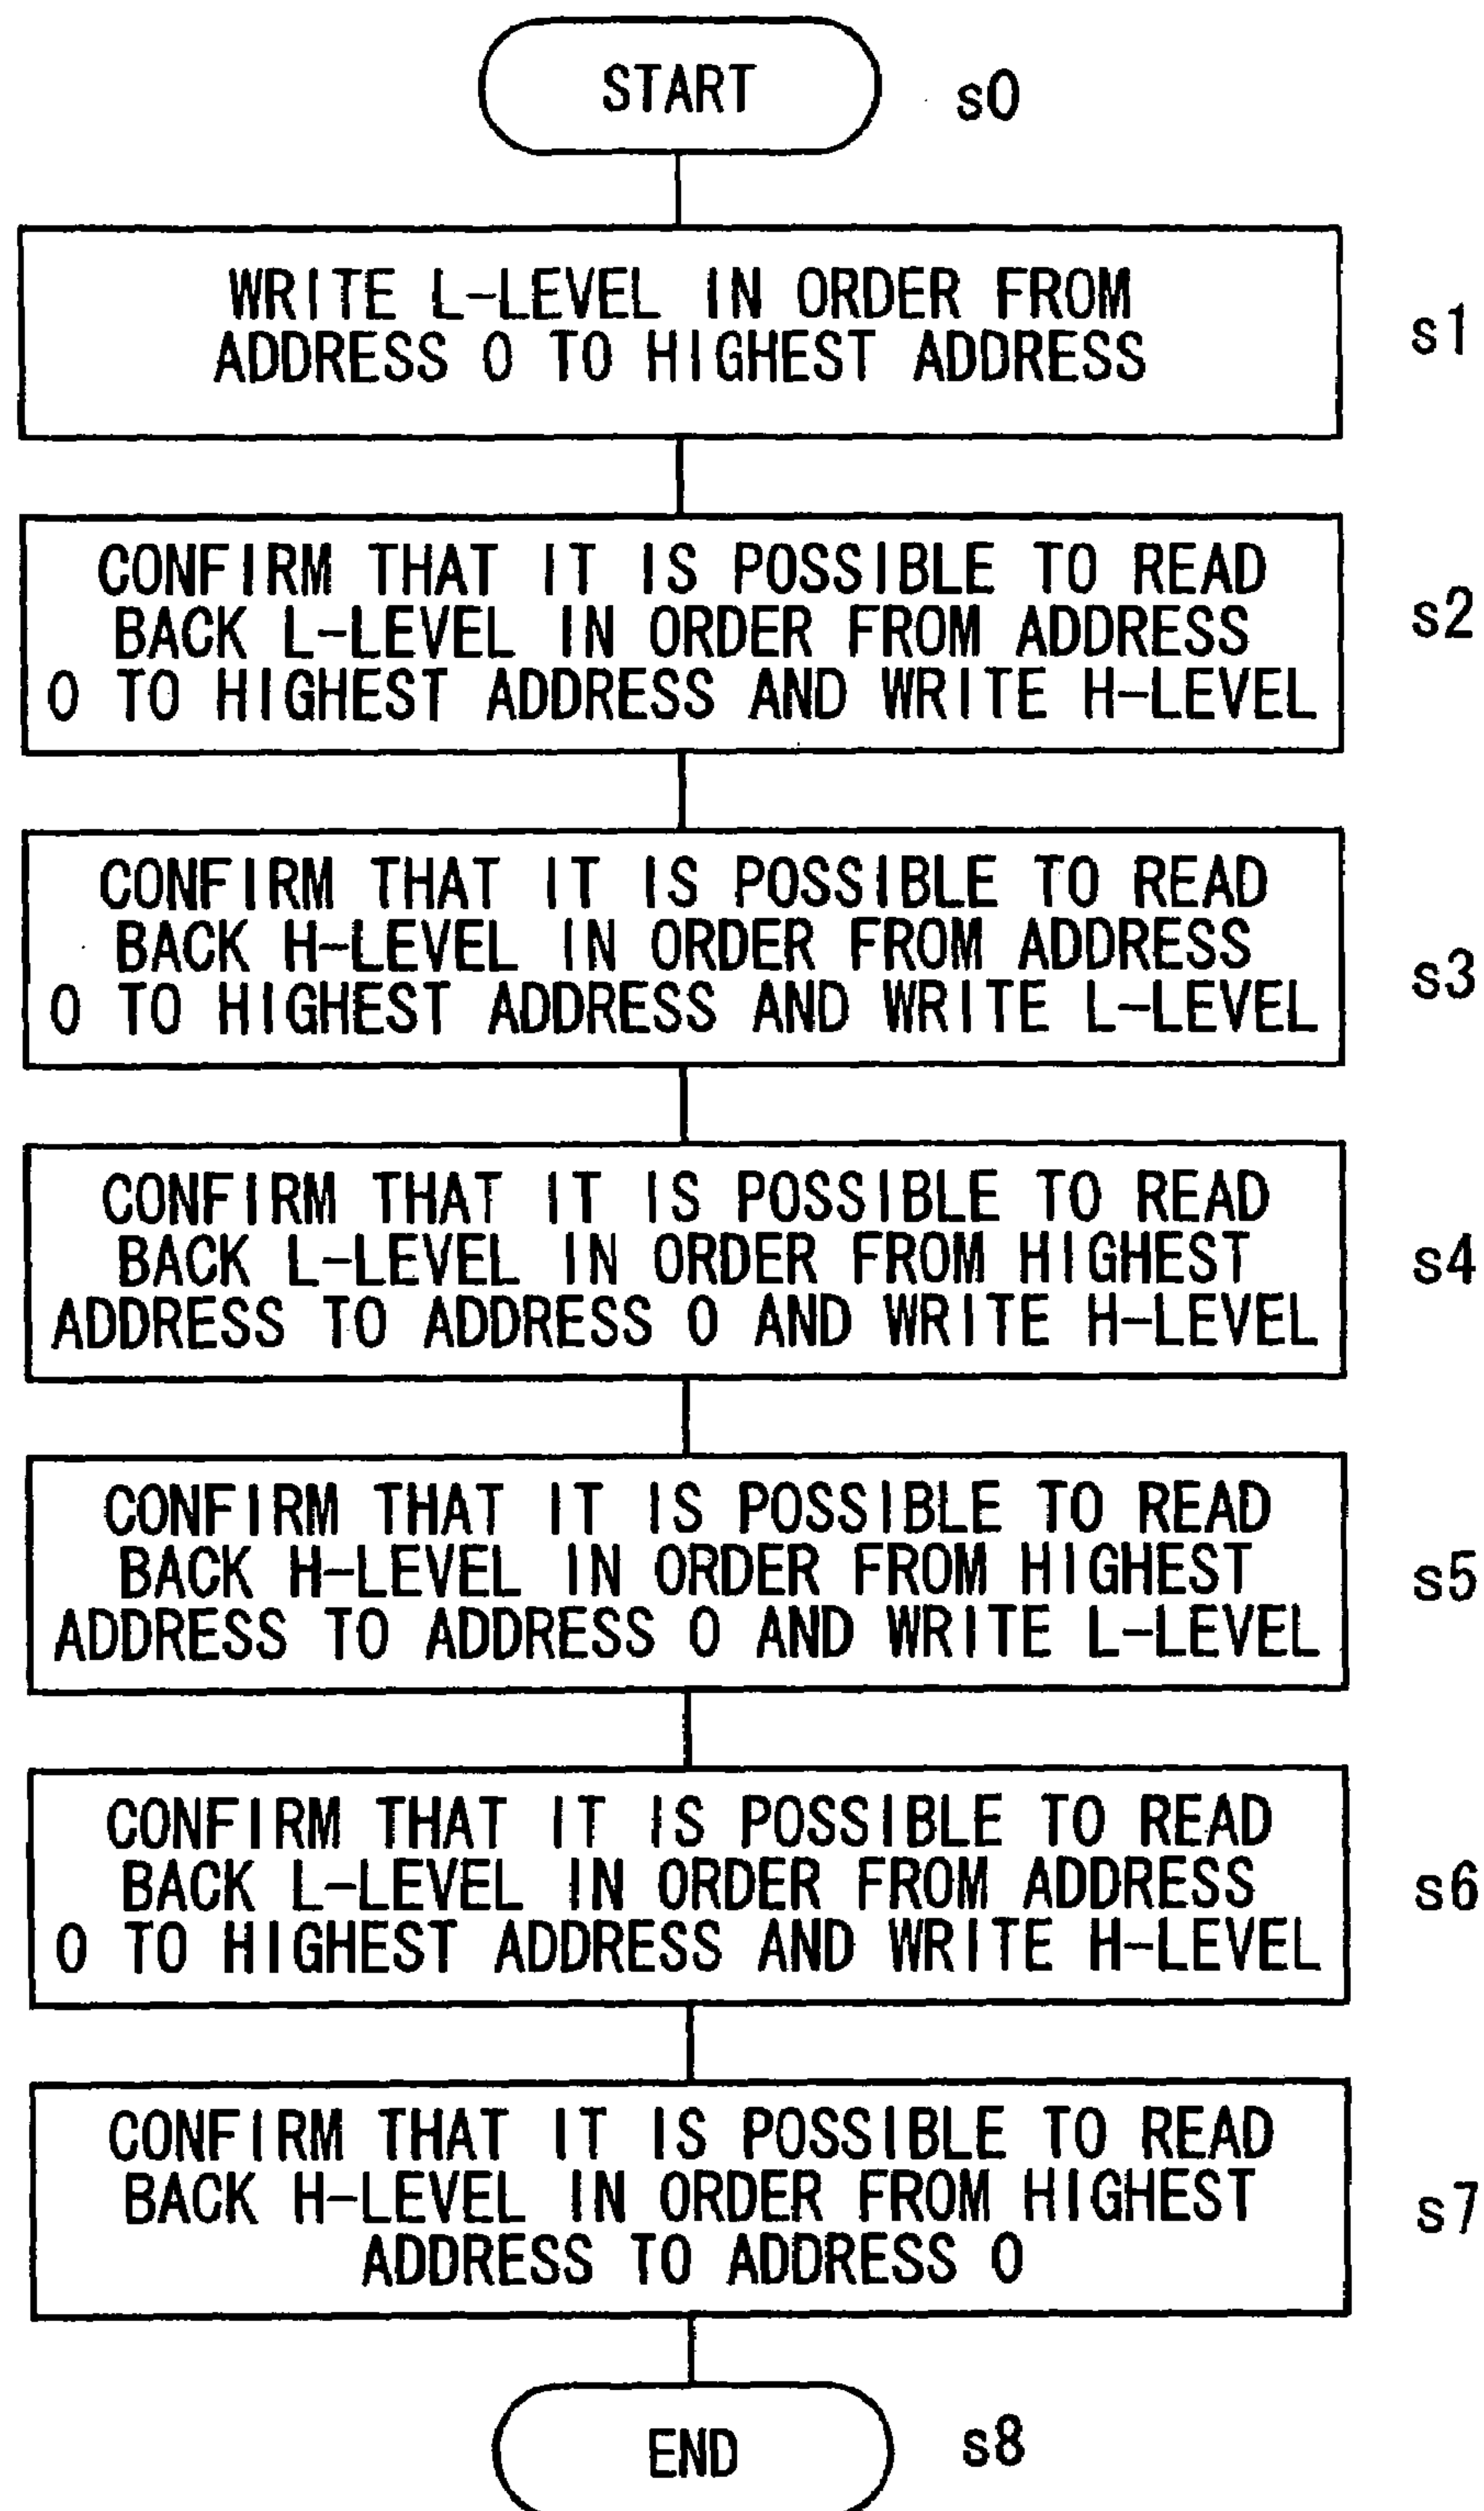 START
s0
WRITE L-LEVEL IN ORDER FROM
ADDRESS 0 TO HIGHEST ADDRESS
s1
CONFIRM THAT IT IS POSSIBLE TO READ
BACK L-LEVEL IN ORDER FROM ADDRESS
0 TO HIGHEST ADDRESS AND WRITE H-LEVEL
s2
CONFIRM THAT IT IS POSSIBLE TO READ
BACK H-LEVEL IN ORDER FROM ADDRESS
0 TO HIGHEST ADDRESS AND WRITE L-LEVEL
s3
CONFIRM THAT IT IS POSSIBLE TO READ
BACK L-LEVEL IN ORDER FROM HIGHEST
ADDRESS TO ADDRESS 0 AND WRITE H-LEVEL
s4
CONFIRM THAT IT IS POSSIBLE TO READ
BACK H-LEVEL IN ORDER FROM HIGHEST
ADDRESS TO ADDRESS 0 AND WRITE L-LEVEL
s5
CONFIRM THAT IT IS POSSIBLE TO READ
BACK L-LEVEL IN ORDER FROM ADDRESS
0 TO HIGHEST ADDRESS AND WRITE H-LEVEL
s6
CONFIRM THAT IT IS POSSIBLE TO READ
BACK H-LEVEL IN ORDER FROM HIGHEST
ADDRESS TO ADDRESS 0
s7
END
s8